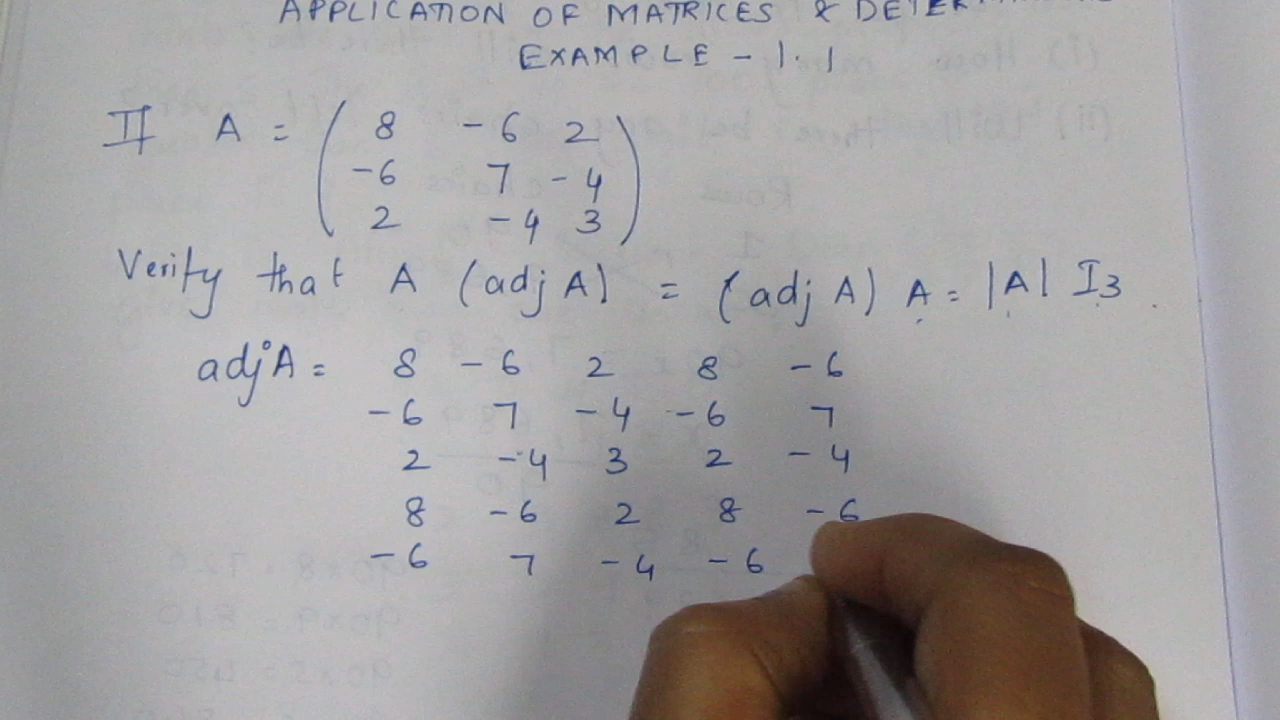 APPLICATION OF MATRICES & DETER
EXAMPLE - 1.1
If A = ( 8 -6 2
-6 7 -4
2 -4 3 )
Verify that A (adj A) = (adj A) A = |A| I3
adj A = 8 -6 2 8 -6
-6 7 -4 -6 7
2 -4 3 2 -4
8 -6 2 8 -6
-6 7 -4 -6